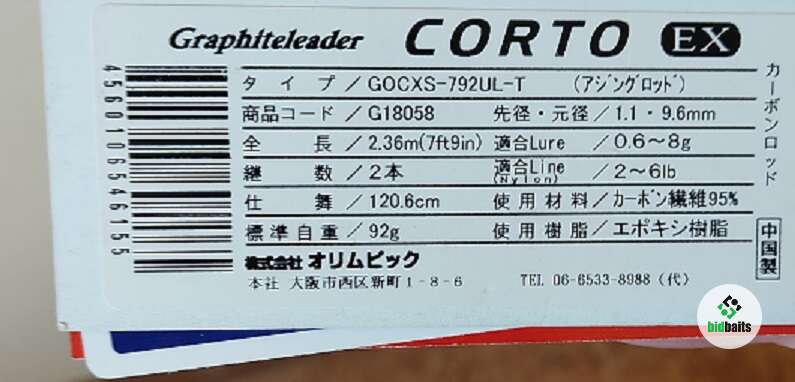 Graphiteleader CORTO EX
タイプ/GOCXS-792UL-T (アジングロッド)
商品コード/G18058 先径・元径/1.1・9.6mm
全長/2.36m(7ft9in) 適合Lure/0.6～8g
継数/2本 適合Line(Nylon)/2～6lb
仕舞/120.6cm 使用材料/カーボン繊維95%
標準自重/92g 使用樹脂/エポキシ樹脂
株式会社オリムピック
本社 大阪市西区新町1-8-6 TEL 06-6533-8988(代)
カーボンロッド
中国製
4560106546155
bidbaits